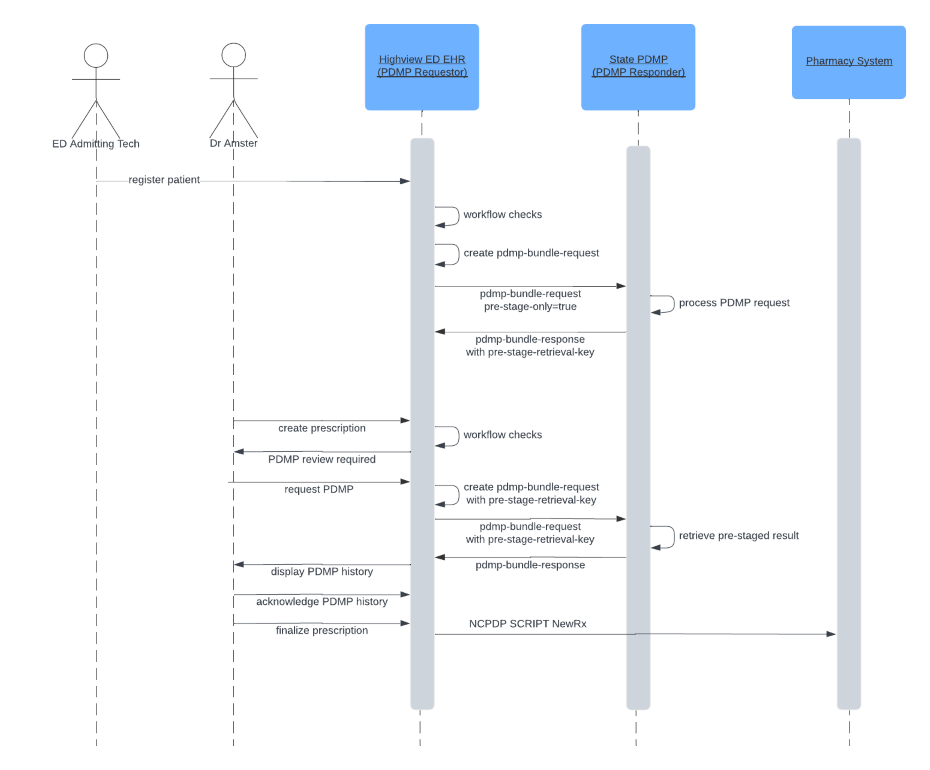 Highview ED EHR
(PDMP Requestor)
State PDMP
(PDMP Responder)
Pharmacy System
ED Admitting Tech
Dr Amster
register patient
workflow checks
create pdmp-bundle-request
pdmp-bundle-request
pre-stage-only=true
process PDMP request
pdmp-bundle-response
with pre-stage-retrieval-key
create prescription
workflow checks
PDMP review required
request PDMP
create pdmp-bundle-request
with pre-stage-retrieval-key
pdmp-bundle-request
with pre-stage-retrieval-key
retrieve pre-staged result
pdmp-bundle-response
display PDMP history
acknowledge PDMP history
finalize prescription
NCPDP SCRIPT NewRx